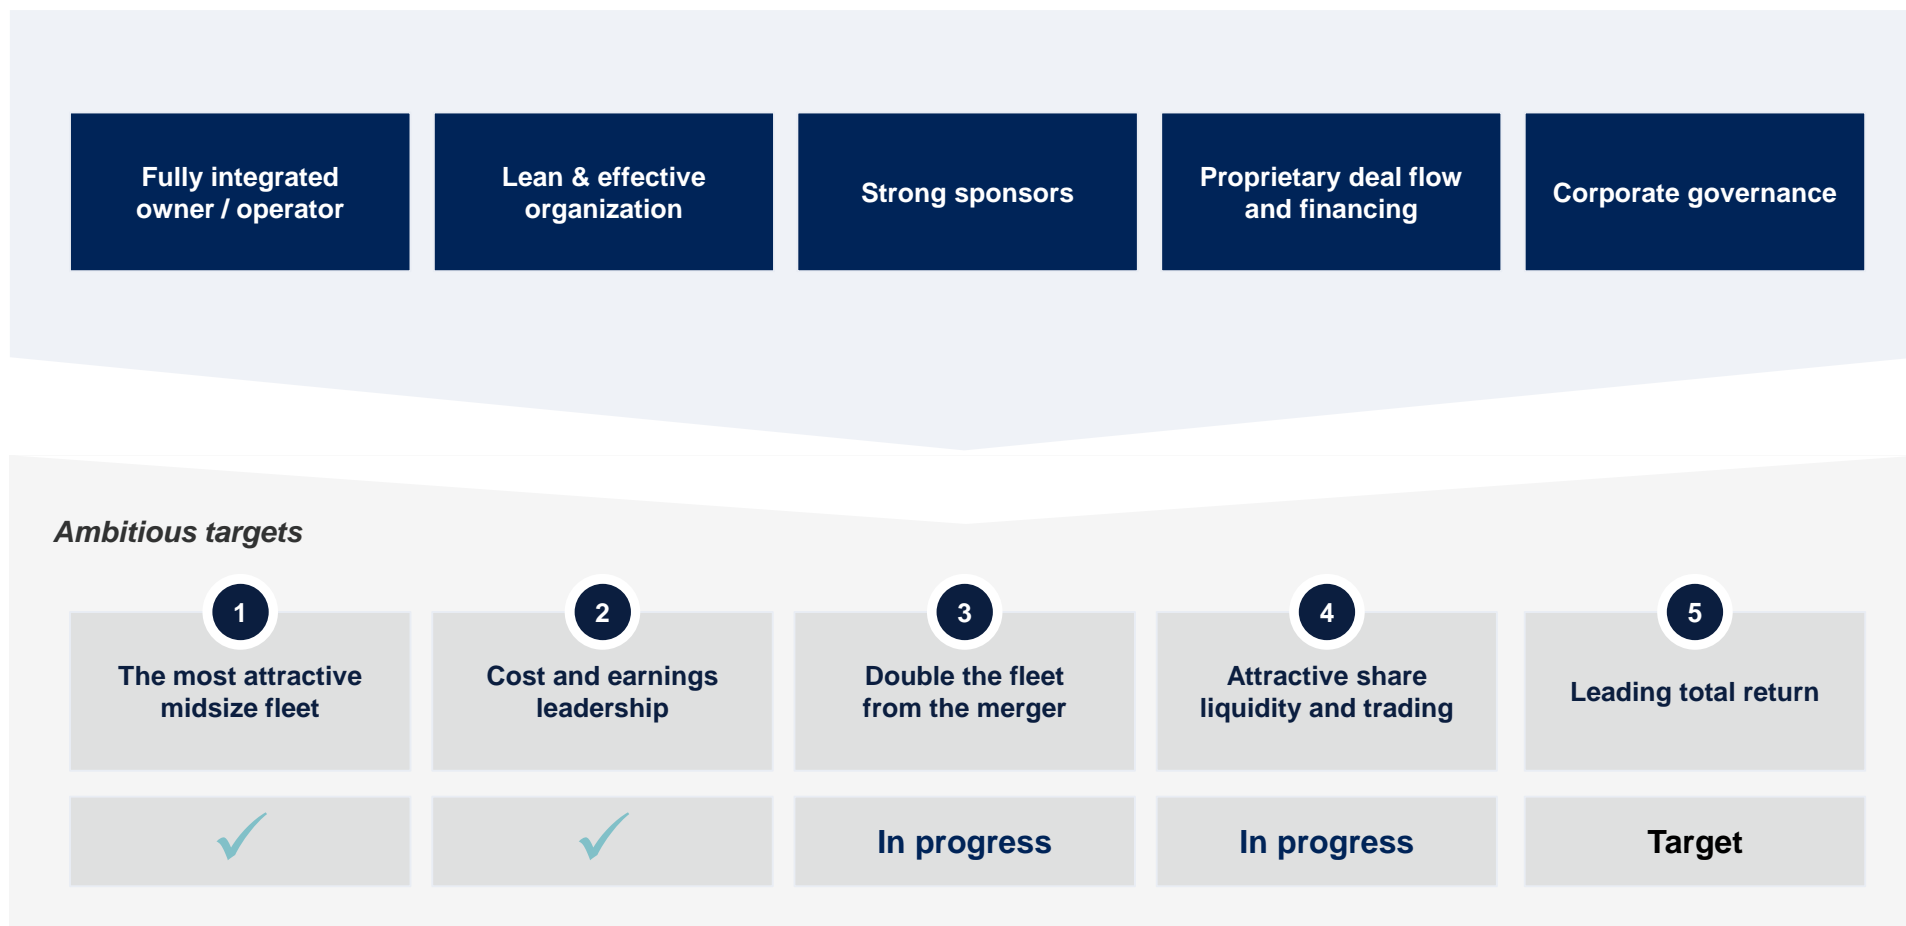 Fully integrated
owner / operator
Lean & effective
organization
Strong sponsors
Proprietary deal flow
and financing
Corporate governance
Ambitious targets
1
The most attractive
midsize fleet
2
Cost and earnings
leadership
3
Double the fleet
from the merger
4
Attractive share
liquidity and trading
5
Leading total return
In progress
In progress
Target